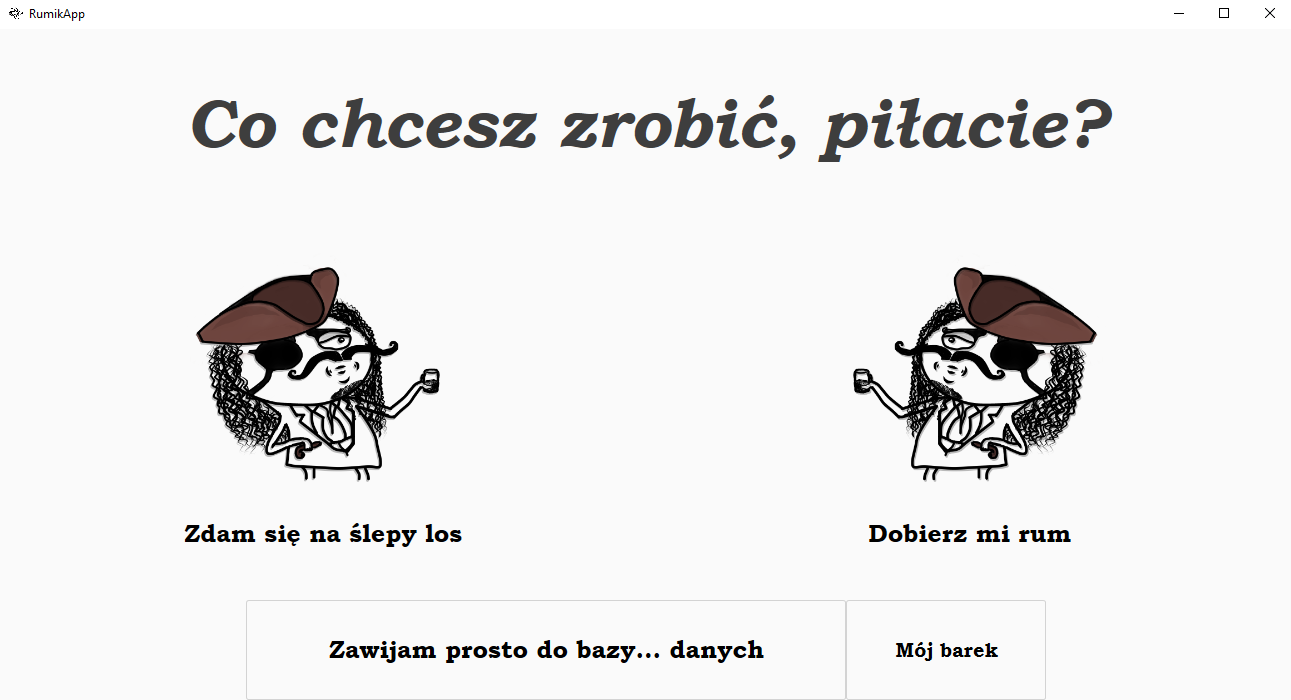 RumikApp
Co chcesz zrobić, piłacie?
Zdam się na ślepy los
Dobierz mi rum
Zawijam prosto do bazy... danych
Mój barek